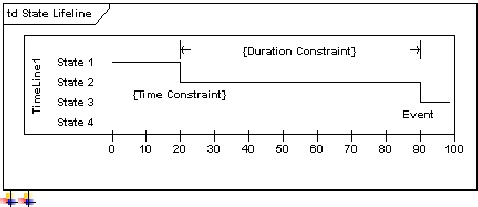 td State Lifeline
{Duration Constraint}
TimeLine1
State 1
State 2
State 3
State 4
{Time Constraint}
Event
0 10 20 30 40 50 60 70 80 90 100